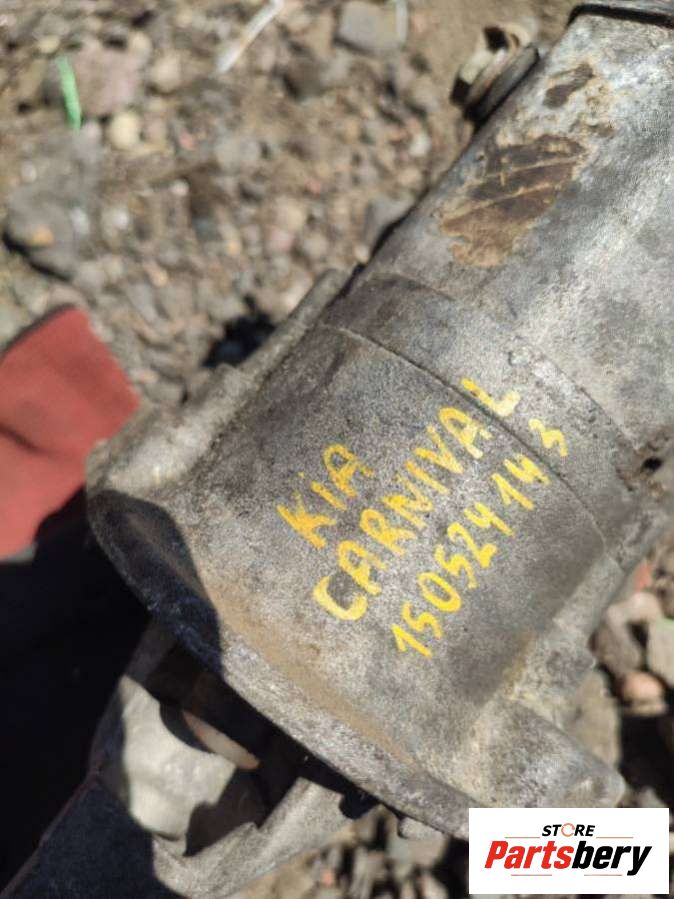 KiA
CARNIVAL
150524143
STORE
Partsbery